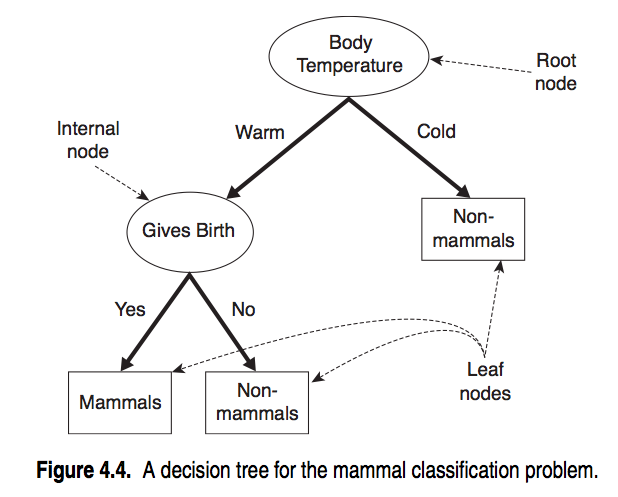 Body
Temperature
Root
node
Internal
node
Warm
Cold
Gives Birth
Non-
mammals
Yes
No
Mammals
Non-
mammals
Leaf
nodes
Figure 4.4. A decision tree for the mammal classification problem.